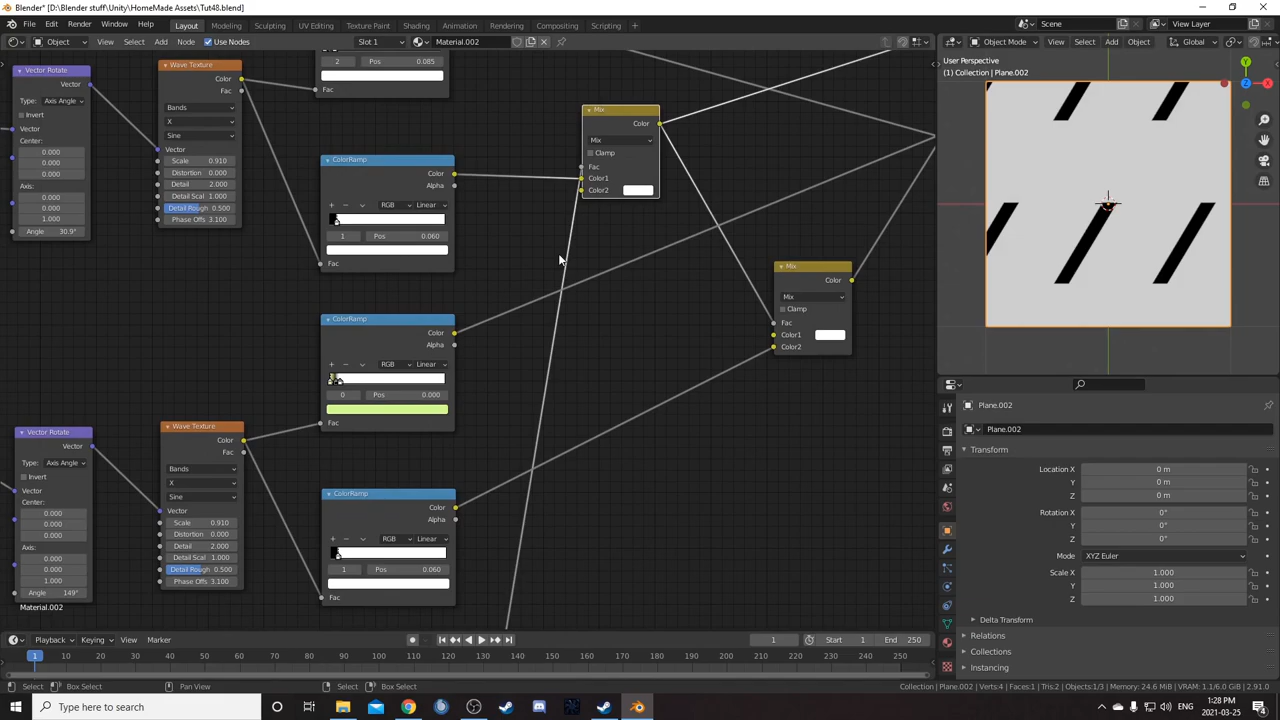 Blender* [D:\Blender stuff\Unity\HomeMade Assets\Tut48.blend]
File Edit Render Window Help Layout Modeling Sculpting UV Editing Texture Paint Shading Animation Rendering Compositing Scripting + Scene View Layer
Object View Select Add Node Use Nodes Slot 1 Material.002 Object Mode View Select Add Object Global
User Perspective
(1) Collection | Plane.002
Y
X
Z
Vector Rotate
Vector
Type: Axis Angle
Invert
Vector
Center:
0.000
0.000
0.000
Axis:
0.000
0.000
1.000
Angle 30.9°
Wave Texture
Color
Fac
Bands
X
Sine
Vector
Scale 0.910
Distortion 0.000
Detail 2.000
Detail Scal 1.000
Detail Rough 0.500
Phase Offs 3.100
2 Pos 0.085
Fac
ColorRamp
Color
Alpha
RGB Linear
1 Pos 0.060
Fac
Mix
Color
Mix
Clamp
Fac
Color1
Color2
Mix
Color
Mix
Clamp
Fac
Color1
Color2
ColorRamp
Color
Alpha
RGB Linear
0 Pos 0.000
Fac
Vector Rotate
Vector
Type: Axis Angle
Invert
Vector
Center:
0.000
0.000
0.000
Axis:
0.000
0.000
1.000
Angle 149°
Material.002
Wave Texture
Color
Fac
Bands
X
Sine
Vector
Scale 0.910
Distortion 0.000
Detail 2.000
Detail Scal 1.000
Detail Rough 0.500
Phase Offs 3.100
ColorRamp
Color
Alpha
RGB Linear
1 Pos 0.060
Fac
Plane.002
Plane.002
Transform
Location X 0 m
Y 0 m
Z 0 m
Rotation X 0°
Y 0°
Z 0°
Mode XYZ Euler
Scale X 1.000
Y 1.000
Z 1.000
Delta Transform
Relations
Collections
Instancing
Playback Keying View Marker 1 Start 1 End 250
1 10 20 30 40 50 60 70 80 90 100 110 120 130 140 150 160 170 180 190 200 210 220 230 240 250
Select Box Select Pan View Select Box Select Collection | Plane.002 | Verts:4 | Faces:1 | Tris:2 | Objects:1/3 | Memory: 24.6 MiB | VRAM: 1.1/6.0 GiB | 2.91.0
Type here to search
1:28 PM
2021-03-25